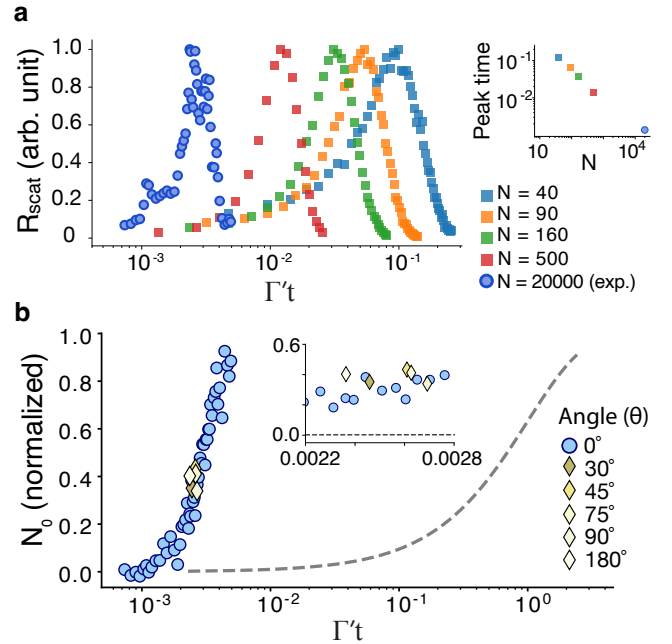 a
R_scat (arb. unit)
1.0
0.8
0.6
0.4
0.2
0
10^-3
10^-2
10^-1
Γ't
Peak time
10^-1
10^-2
10
10^2
10^4
N
N = 40
N = 90
N = 160
N = 500
N = 20000 (exp.)
b
N_0 (normalized)
1.0
0.8
0.6
0.4
0.2
0.0
10^-3
10^-2
10^-1
10^0
Γ't
0.6
0.0
0.0022
0.0028
Angle (θ)
0°
30°
45°
75°
90°
180°